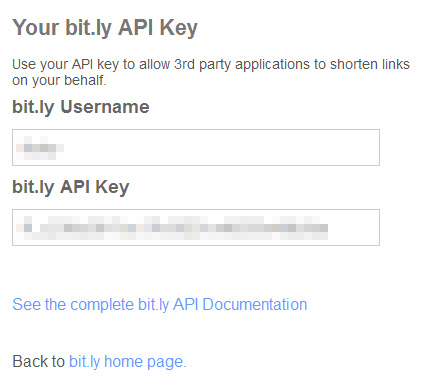 Your bit.ly API Key
Use your API key to allow 3rd party applications to shorten links
on your behalf.
bit.ly Username
bit.ly API Key
See the complete bit.ly API Documentation
Back to bit.ly home page.